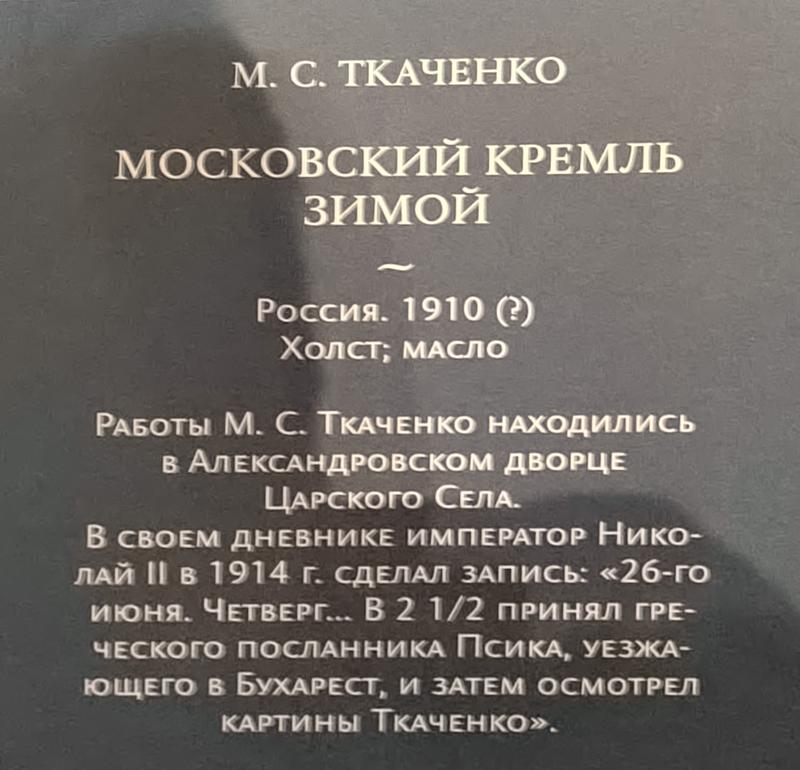 М. С. ТКАЧЕНКО
МОСКОВСКИЙ КРЕМЛЬ
ЗИМОЙ
~
Россия. 1910 (?)
Холст; масло
Работы М. С. Ткаченко находились
в Александровском дворце
Царского Села.
В своем дневнике император Нико-
лай II в 1914 г. сделал запись: «26-го
июня. Четверг... В 2 1/2 принял гре-
ческого посланника Псика, уезжа-
ющего в Бухарест, и затем осмотрел
картины Ткаченко».